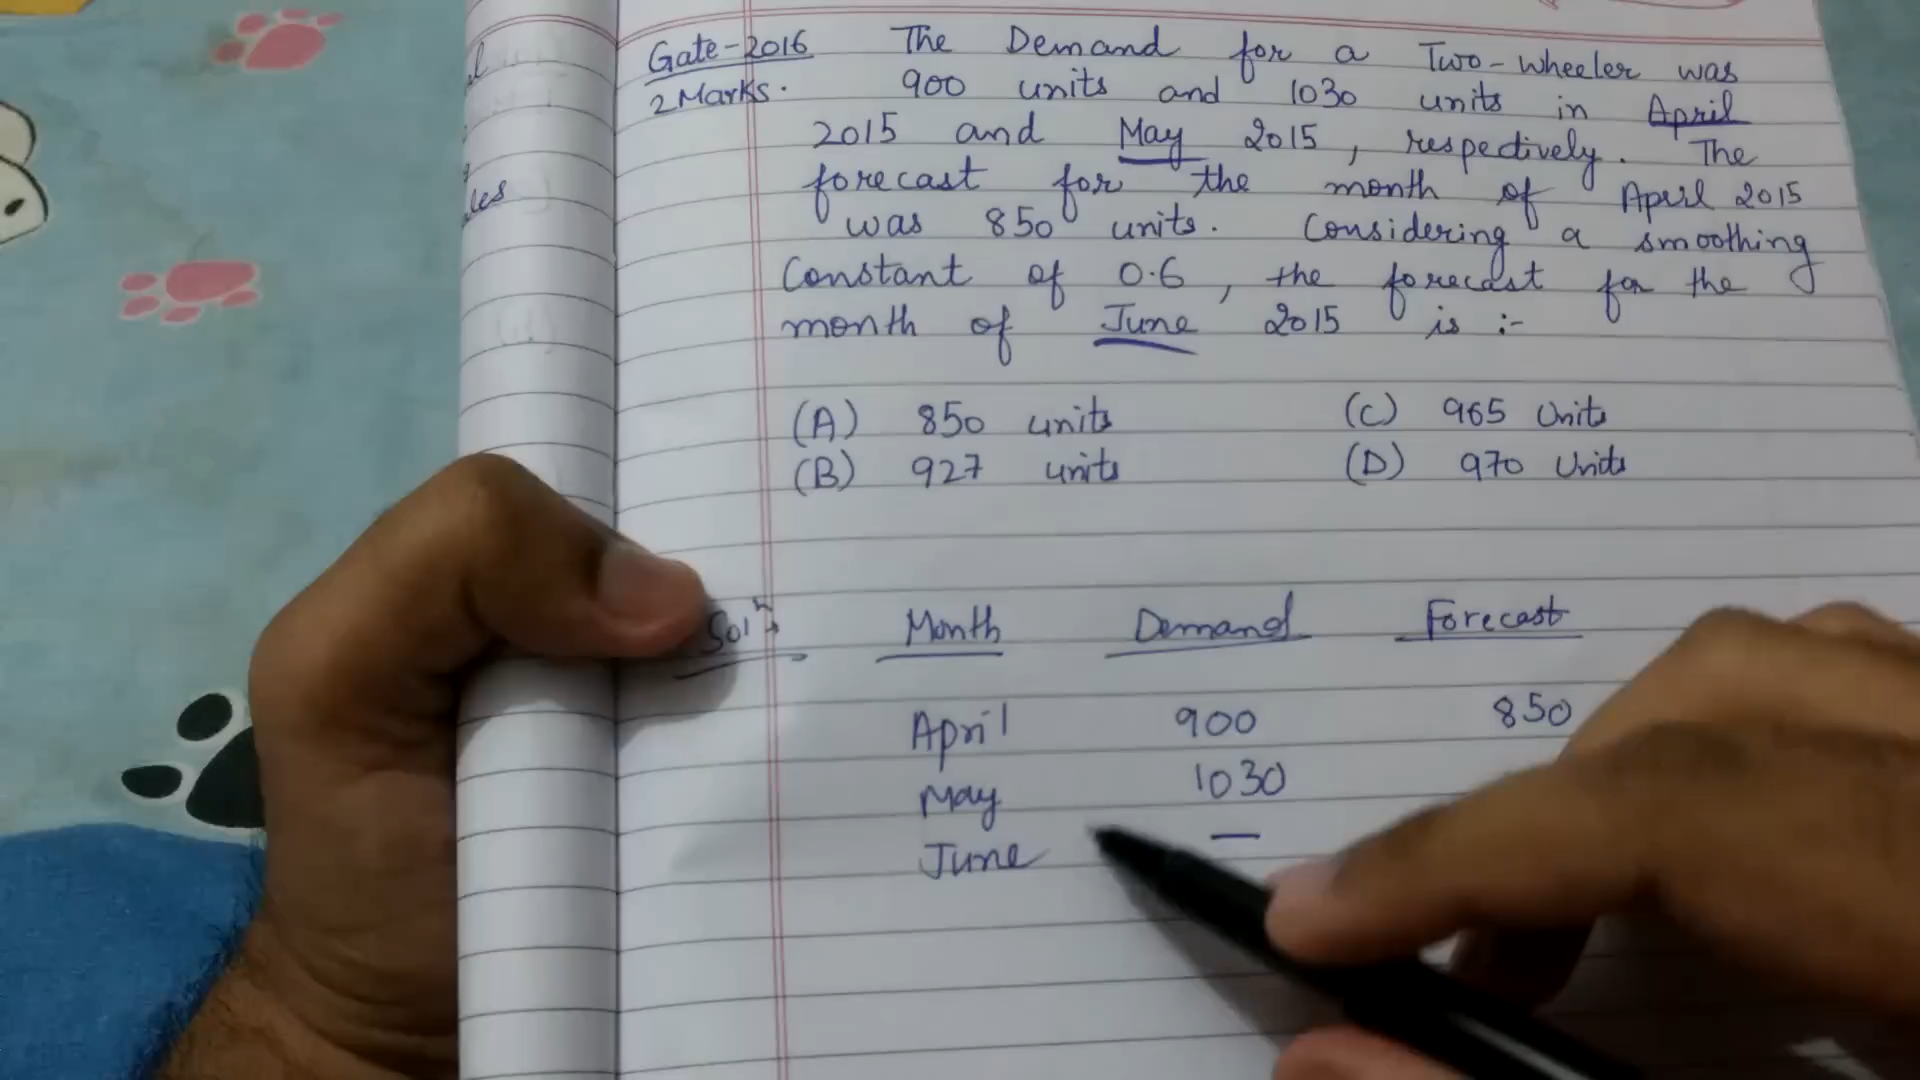 Gate-2016 The Demand for a Two-wheeler was
2 Marks. 900 units and 1030 units in April
2015 and May 2015, respectively. The
forecast for the month of April 2015
was 850 units. Considering a smoothing
Constant of 0.6, the forecast for the
month of June 2015 is :-
(A) 850 units (C) 965 Units
(B) 927 units (D) 970 Units
Solⁿ Month Demand Forecast
April 900 850
May 1030
June —
les